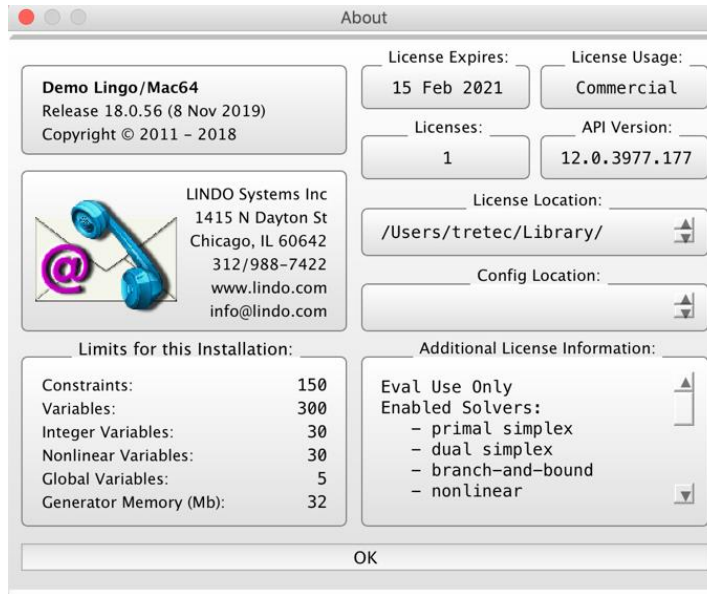 About
Demo Lingo/Mac64
Release 18.0.56 (8 Nov 2019)
Copyright © 2011 – 2018
License Expires:
15 Feb 2021
License Usage:
Commercial
Licenses:
1
API Version:
12.0.3977.177
@
LINDO Systems Inc
1415 N Dayton St
Chicago, IL 60642
312/988-7422
www.lindo.com
info@lindo.com
License Location:
/Users/tretec/Library/
Config Location:
Limits for this Installation:
Constraints: 150
Variables: 300
Integer Variables: 30
Nonlinear Variables: 30
Global Variables: 5
Generator Memory (Mb): 32
Additional License Information:
Eval Use Only
Enabled Solvers:
- primal simplex
- dual simplex
- branch-and-bound
- nonlinear
OK